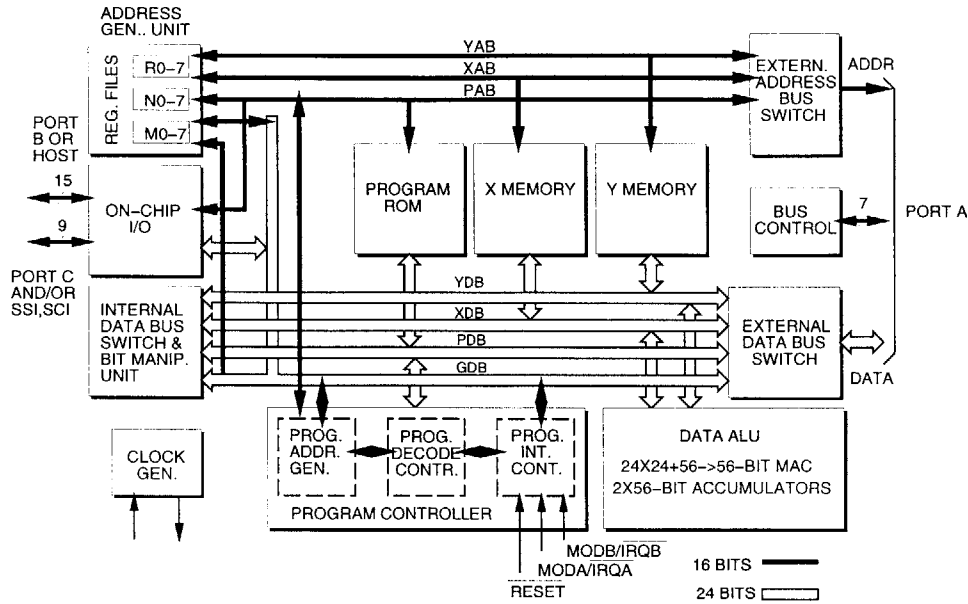 ADDRESS
GEN.. UNIT
REG. FILES
R0-7
N0-7
M0-7
YAB
XAB
PAB
EXTERN.
ADDRESS
BUS
SWITCH
ADDR
PORT
B OR
HOST
15
9
ON-CHIP
I/O
PROGRAM
ROM
X MEMORY
Y MEMORY
BUS
CONTROL
7
PORT A
PORT C
AND/OR
SSI,SCI
INTERNAL
DATA BUS
SWITCH &
BIT MANIP.
UNIT
YDB
XDB
PDB
GDB
EXTERNAL
DATA BUS
SWITCH
DATA
CLOCK
GEN.
PROG.
ADDR.
GEN.
PROG.
DECODE
CONTR.
PROG.
INT.
CONT.
PROGRAM CONTROLLER
DATA ALU
24X24+56->56-BIT MAC
2X56-BIT ACCUMULATORS
MODB/IRQB
MODA/IRQA
RESET
16 BITS
24 BITS